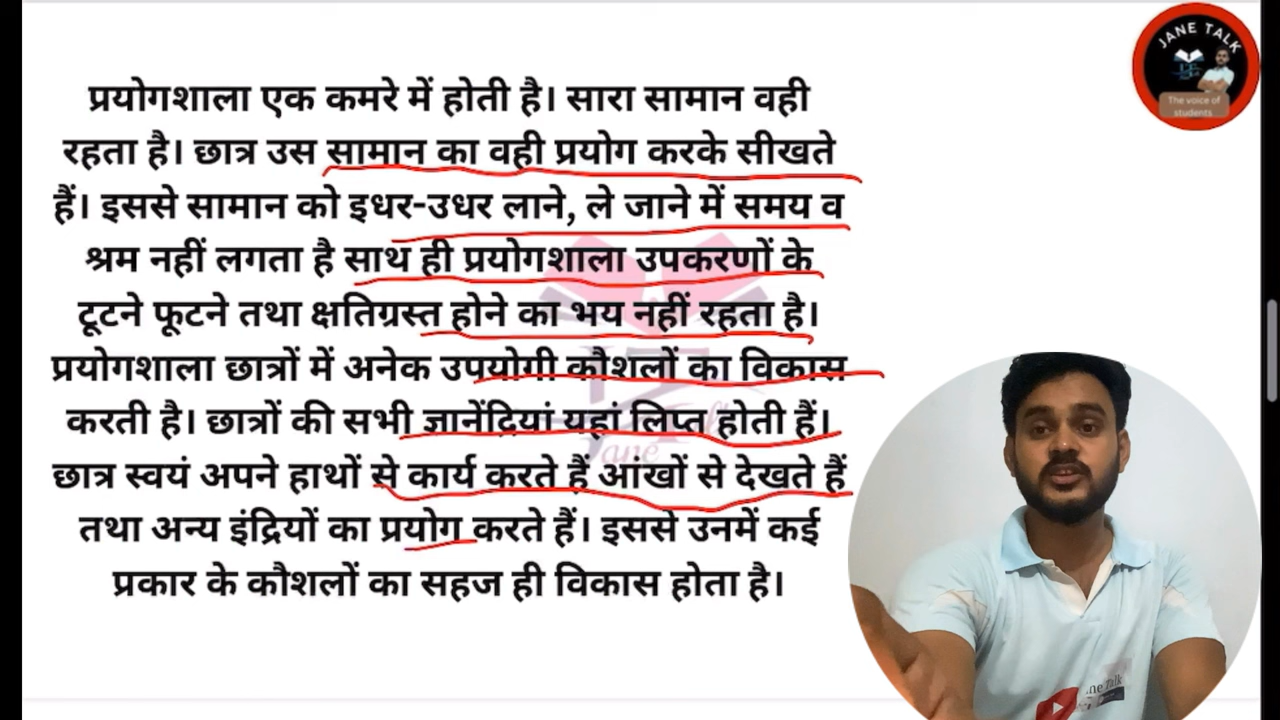 प्रयोगशाला एक कमरे में होती है। सारा सामान वही
रहता है। छात्र उस सामान का वही प्रयोग करके सीखते
हैं। इससे सामान को इधर-उधर लाने, ले जाने में समय व
श्रम नहीं लगता है साथ ही प्रयोगशाला उपकरणों के
टूटने फूटने तथा क्षतिग्रस्त होने का भय नहीं रहता है।
प्रयोगशाला छात्रों में अनेक उपयोगी कौशलों का विकास
करती है। छात्रों की सभी ज्ञानेंद्रियां यहां लिप्त होती हैं।
छात्र स्वयं अपने हाथों से कार्य करते हैं आंखों से देखते हैं
तथा अन्य इंद्रियों का प्रयोग करते हैं। इससे उनमें कई
प्रकार के कौशलों का सहज ही विकास होता है।
JANE TALK
The voice of
students
Jane